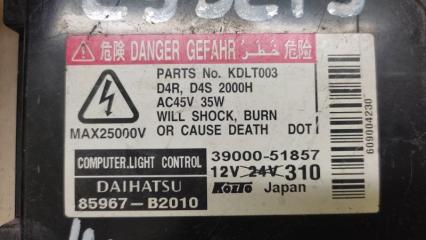 ⚠ 危険 DANGER GEFAHR خطر 危险
PARTS No. KDLT003
D4R, D4S 2000H
AC45V 35W
WILL SHOCK, BURN
OR CAUSE DEATH DOT
MAX25000V
609004230
COMPUTER.LIGHT CONTROL
39000-51857
DAIHATSU
12V 24V 310
85967-B2010
KOITO Japan